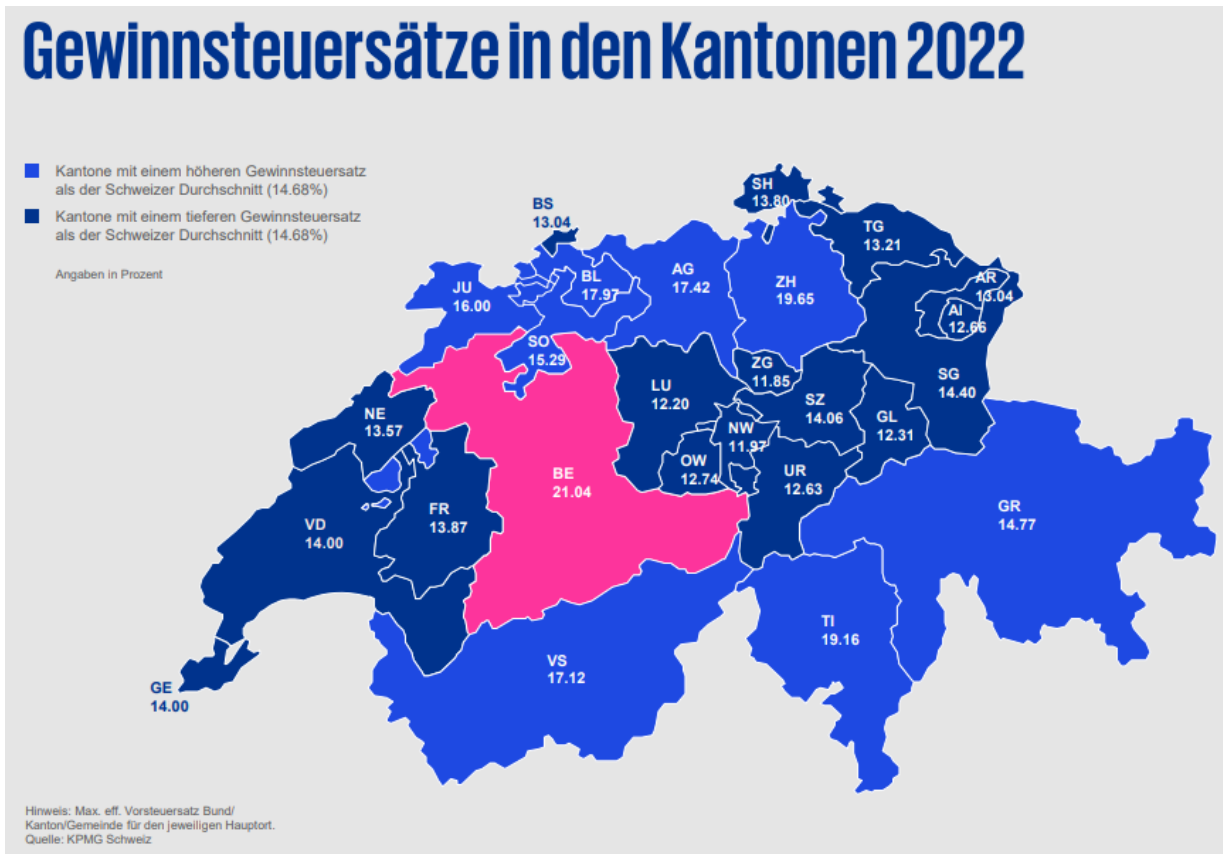 Gewinnsteuersätze in den Kantonen 2022
Kantone mit einem höheren Gewinnsteuersatz
als der Schweizer Durchschnitt (14.68%)
Kantone mit einem tieferen Gewinnsteuersatz
als der Schweizer Durchschnitt (14.68%)
Angaben in Prozent
SH
13.80
BS
13.04
TG
13.21
JU
16.00
BL
17.97
AG
17.42
ZH
19.65
AR
13.04
AI
12.66
SO
15.29
ZG
11.85
LU
12.20
SZ
14.06
SG
14.40
NE
13.57
NW
11.97
GL
12.31
BE
21.04
OW
12.74
UR
12.63
FR
13.87
VD
14.00
GR
14.77
TI
19.16
VS
17.12
GE
14.00
Hinweis: Max. eff. Vorsteuersatz Bund/
Kanton/Gemeinde für den jeweiligen Hauptort.
Quelle: KPMG Schweiz